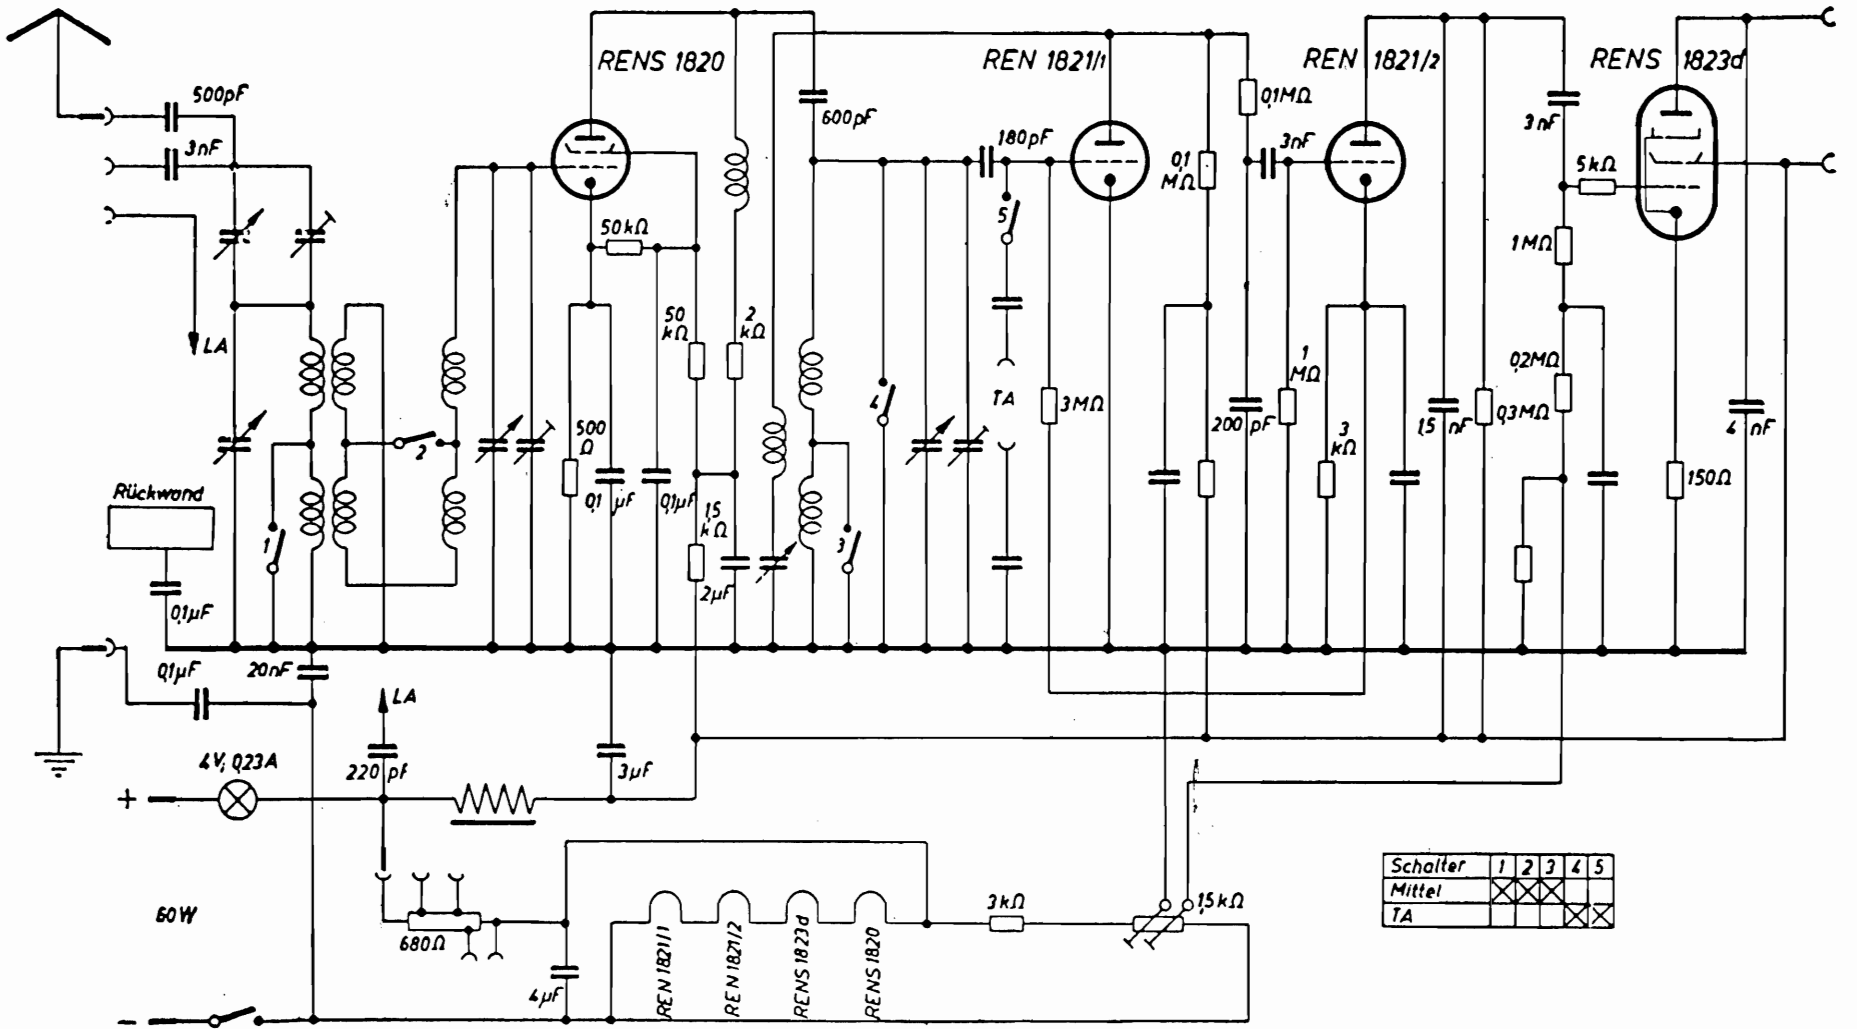 RENS 1820
REN 1821/1
REN 1821/2
RENS 1823d
500pF
3nF
600pF
180pF
0,1MΩ
3nF
3nF
0,1
MΩ
5kΩ
5
50kΩ
1MΩ
LA
50
kΩ
2
kΩ
1
MΩ
0,2MΩ
TA
4
3MΩ
200 pF
1,5 nF
0,3MΩ
4 nF
2
500
Ω
3
kΩ
0,1 µF
0,1µF
1,5
kΩ
150Ω
Rückwand
1
3
2µF
0,1µF
0,1µF
20nF
LA
4V; 0,23A
220 pF
3µF
+
60W
680Ω
3kΩ
1,5kΩ
4µF
REN 1821/1
REN 1821/2
RENS 1823d
RENS 1820
-
Schalter 1 2 3 4 5
Mittel X X X
TA X X